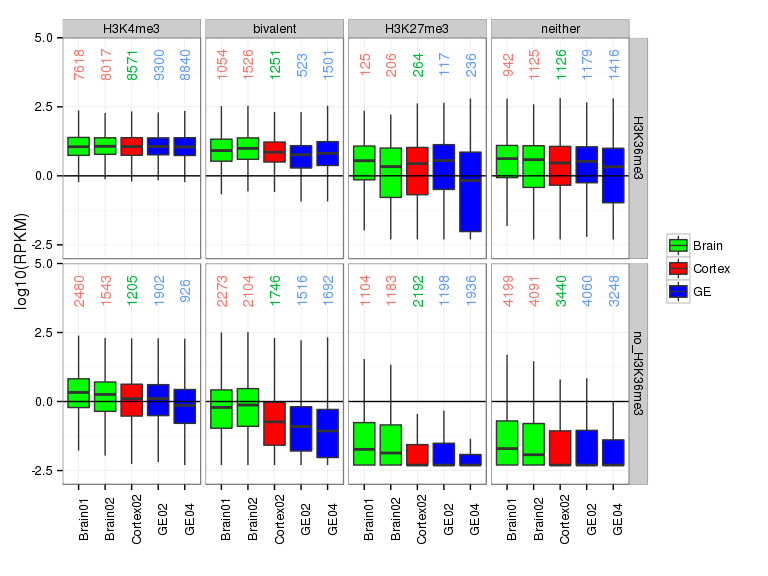 H3K4me3 bivalent H3K27me3 neither
5.0 7618 8017 8571 9300 8840 1054 1526 1251 523 1501 125 206 264 117 236 942 1125 1126 1179 1416
2.5
0.0
-2.5
H3K36me3
5.0 2480 1543 1205 1902 926 2273 2104 1746 1516 1692 1104 1183 2192 1198 1936 4199 4091 3440 4060 3248
2.5
0.0
-2.5
no_H3K36me3
log10(RPKM)
Brain01 Brain02 Cortex02 GE02 GE04 Brain01 Brain02 Cortex02 GE02 GE04 Brain01 Brain02 Cortex02 GE02 GE04 Brain01 Brain02 Cortex02 GE02 GE04
Brain
Cortex
GE